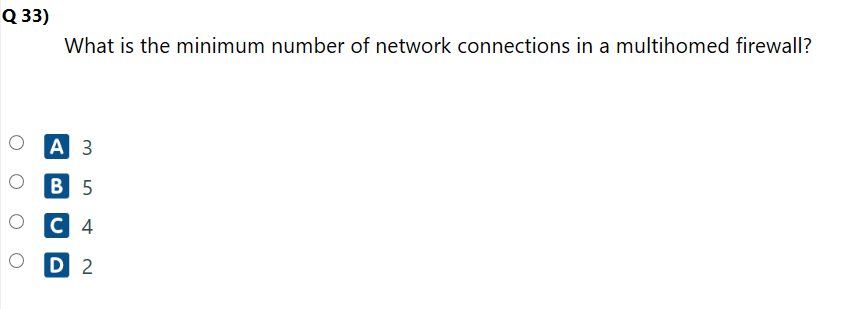 Q 33)
What is the minimum number of network connections in a multihomed firewall?
A 3
B 5
C 4
D 2